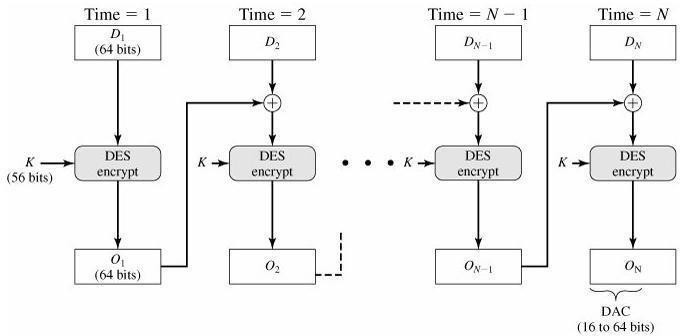 Time = 1
Time = 2
Time = N − 1
Time = N
D1
(64 bits)
D2
DN−1
DN
+
+
+
K
(56 bits)
DES
encrypt
K
DES
encrypt
• • •
K
DES
encrypt
K
DES
encrypt
O1
(64 bits)
O2
ON−1
ON
DAC
(16 to 64 bits)